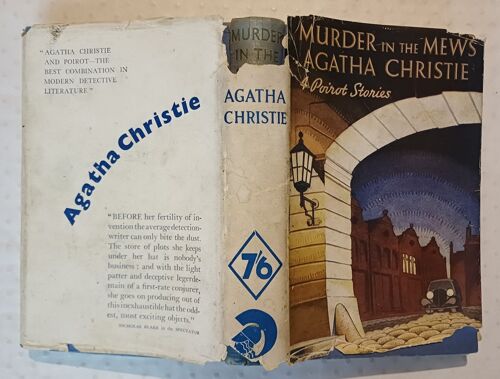 "AGATHA CHRISTIE
AND POIROT—THE
BEST COMBINATION IN
MODERN DETECTIVE
LITERATURE"
Agatha Christie
"BEFORE her fertility of in-
vention the average detection-
writer can only bite the dust.
The store of plots she keeps
under her hat is nobody's
business: and with the light
patter and deceptive legerde-
main of a first-rate conjurer,
she goes on producing out of
this inexhaustible hat the odd-
est, most exciting objects."
NICHOLAS BLAKE in the SPECTATOR
MURDER
IN THE
AGATHA
CHRISTIE
7/6
MURDER IN THE MEWS
AGATHA CHRISTIE
4 Poirot Stories